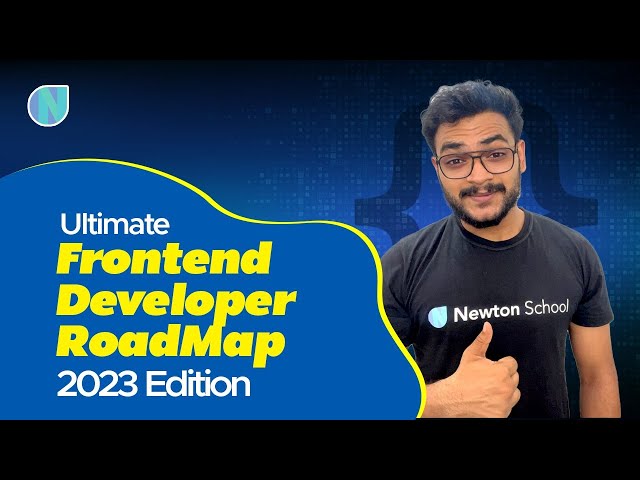 N
Ultimate
Frontend
Developer
RoadMap
2023 Edition
Newton School